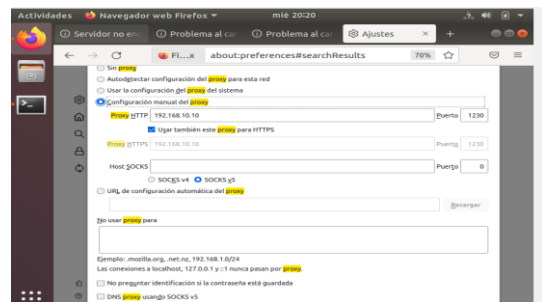 Actividades Navegador web Firefox mié 20:20
Servidor no enc Problema al ca Problema al ca Ajustes × +
Fi...x about:preferences#searchResults 70%
Sin proxy
Autodetectar configuración del proxy para esta red
Usar la configuración del proxy del sistema
Configuración manual del proxy
Proxy HTTP 192.168.10.10 Puerto 1230
Usar también este proxy para HTTPS
Proxy HTTPS 192.168.10.10 Puerto 1230
Host SOCKS Puerto 0
SOCKS v4 SOCKS v5
URL de configuración automática del proxy
Recargar
No usar proxy para
Ejemplo: .mozilla.org, .net.nz, 192.168.1.0/24
Las conexiones a localhost, 127.0.0.1 y ::1 nunca pasan por proxy.
No preguntar identificación si la contraseña está guardada
DNS proxy usando SOCKS v5